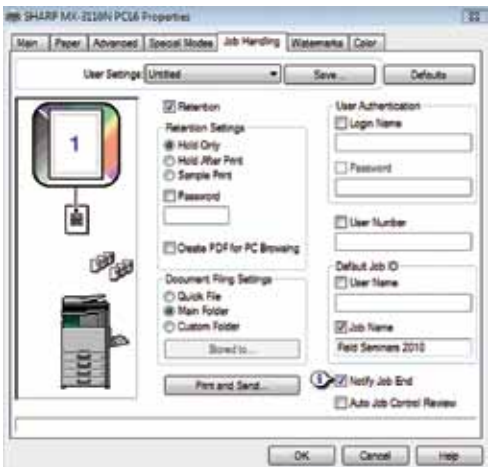 SHARP MX-3110N PCL6 Properties
Main Paper Advanced Special Modes Job Handling Watermarks Color
User Settings: Untitled Save... Defaults
1
Retention
Retention Settings
Hold Only
Hold After Print
Sample Print
Password
Create PDF for PC Browsing
Document Filing Settings
Quick File
Main Folder
Custom Folder
Stored to...
Print and Send...
User Authentication
Login Name
Password
User Number
Default Job ID
User Name
Job Name
Field Seminars 2010
Notify Job End
Auto Job Control Review
OK Cancel Help